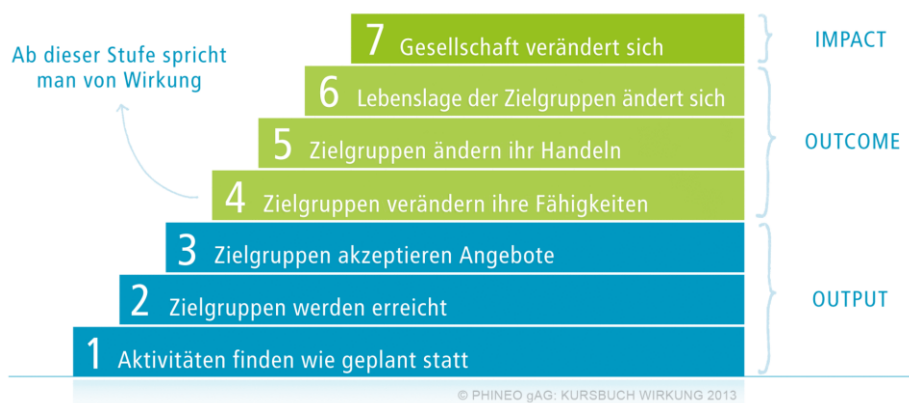 7 Gesellschaft verändert sich
IMPACT
Ab dieser Stufe spricht
man von Wirkung
6 Lebenslage der Zielgruppen ändert sich
5 Zielgruppen ändern ihr Handeln
OUTCOME
4 Zielgruppen verändern ihre Fähigkeiten
3 Zielgruppen akzeptieren Angebote
2 Zielgruppen werden erreicht
OUTPUT
1 Aktivitäten finden wie geplant statt
© PHINEO gAG: KURSBUCH WIRKUNG 2013